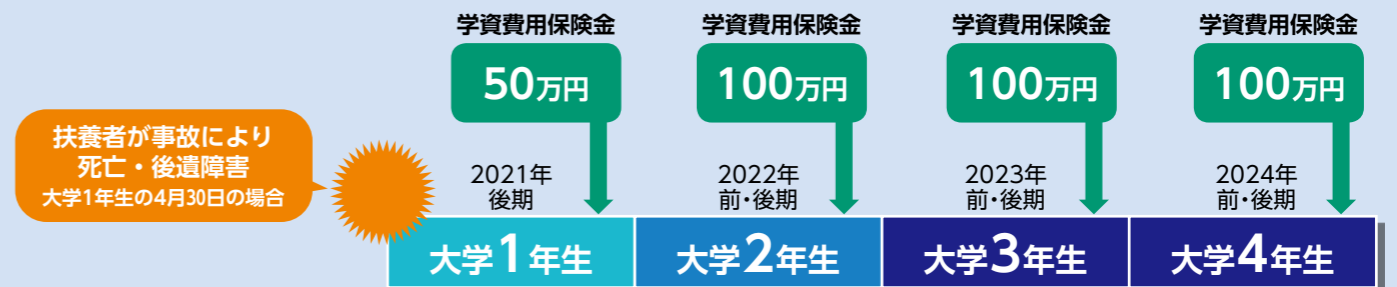 学資費用保険金
学資費用保険金
学資費用保険金
学資費用保険金
50万円
100万円
100万円
100万円
扶養者が事故により
死亡・後遺障害
大学1年生の4月30日の場合
2021年
後期
2022年
前・後期
2023年
前・後期
2024年
前・後期
大学1年生
大学2年生
大学3年生
大学4年生